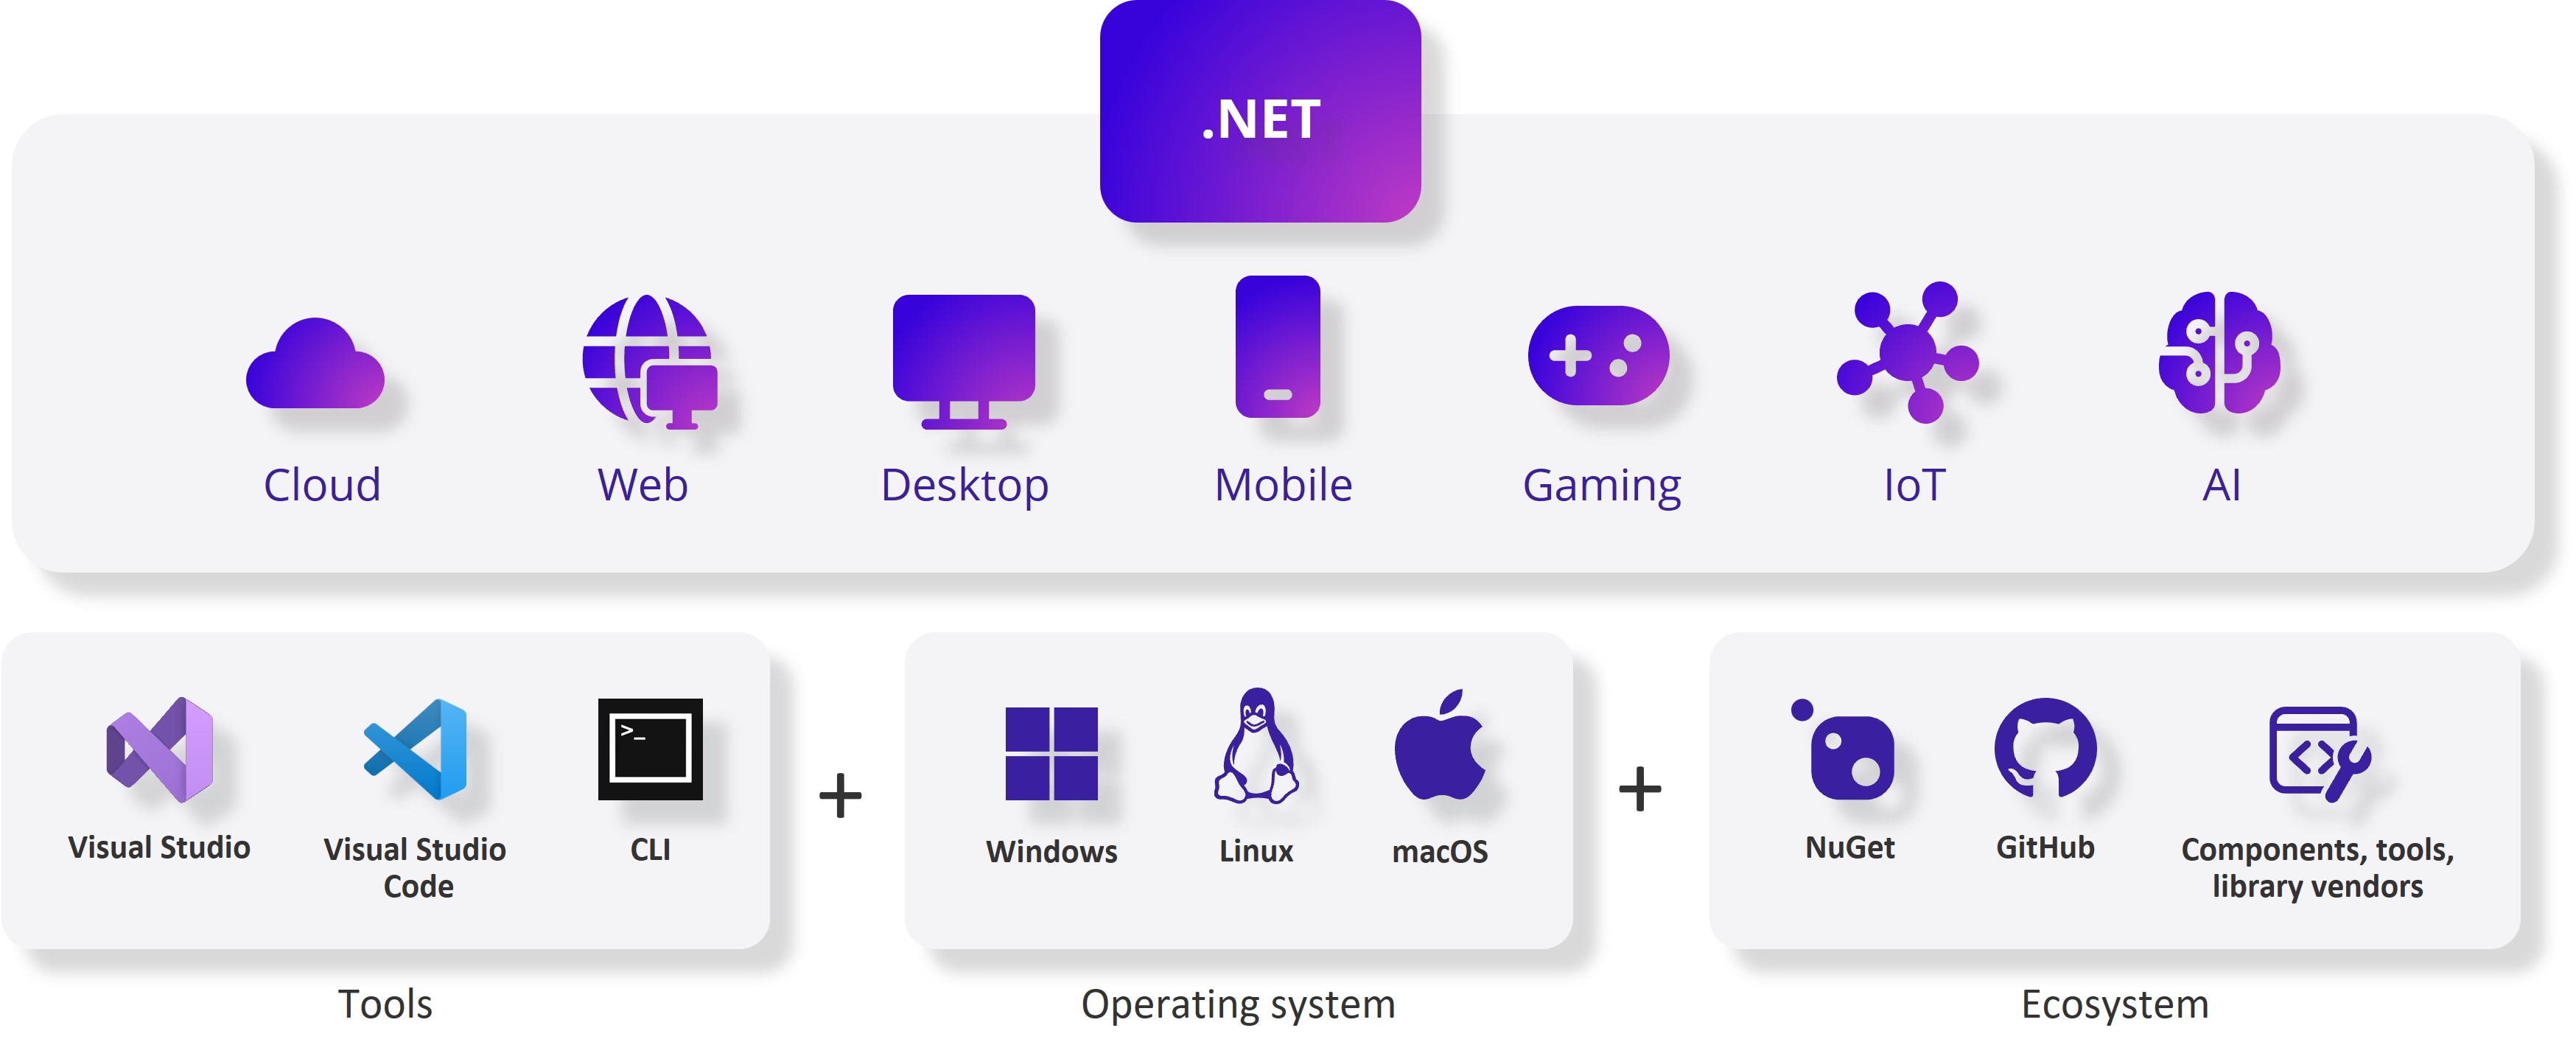 .NET
Cloud
Web
Desktop
Mobile
Gaming
IoT
AI
>_
Visual Studio
Visual Studio
Code
CLI
+
Windows
Linux
macOS
+
NuGet
GitHub
<>
Components, tools,
library vendors
Tools
Operating system
Ecosystem